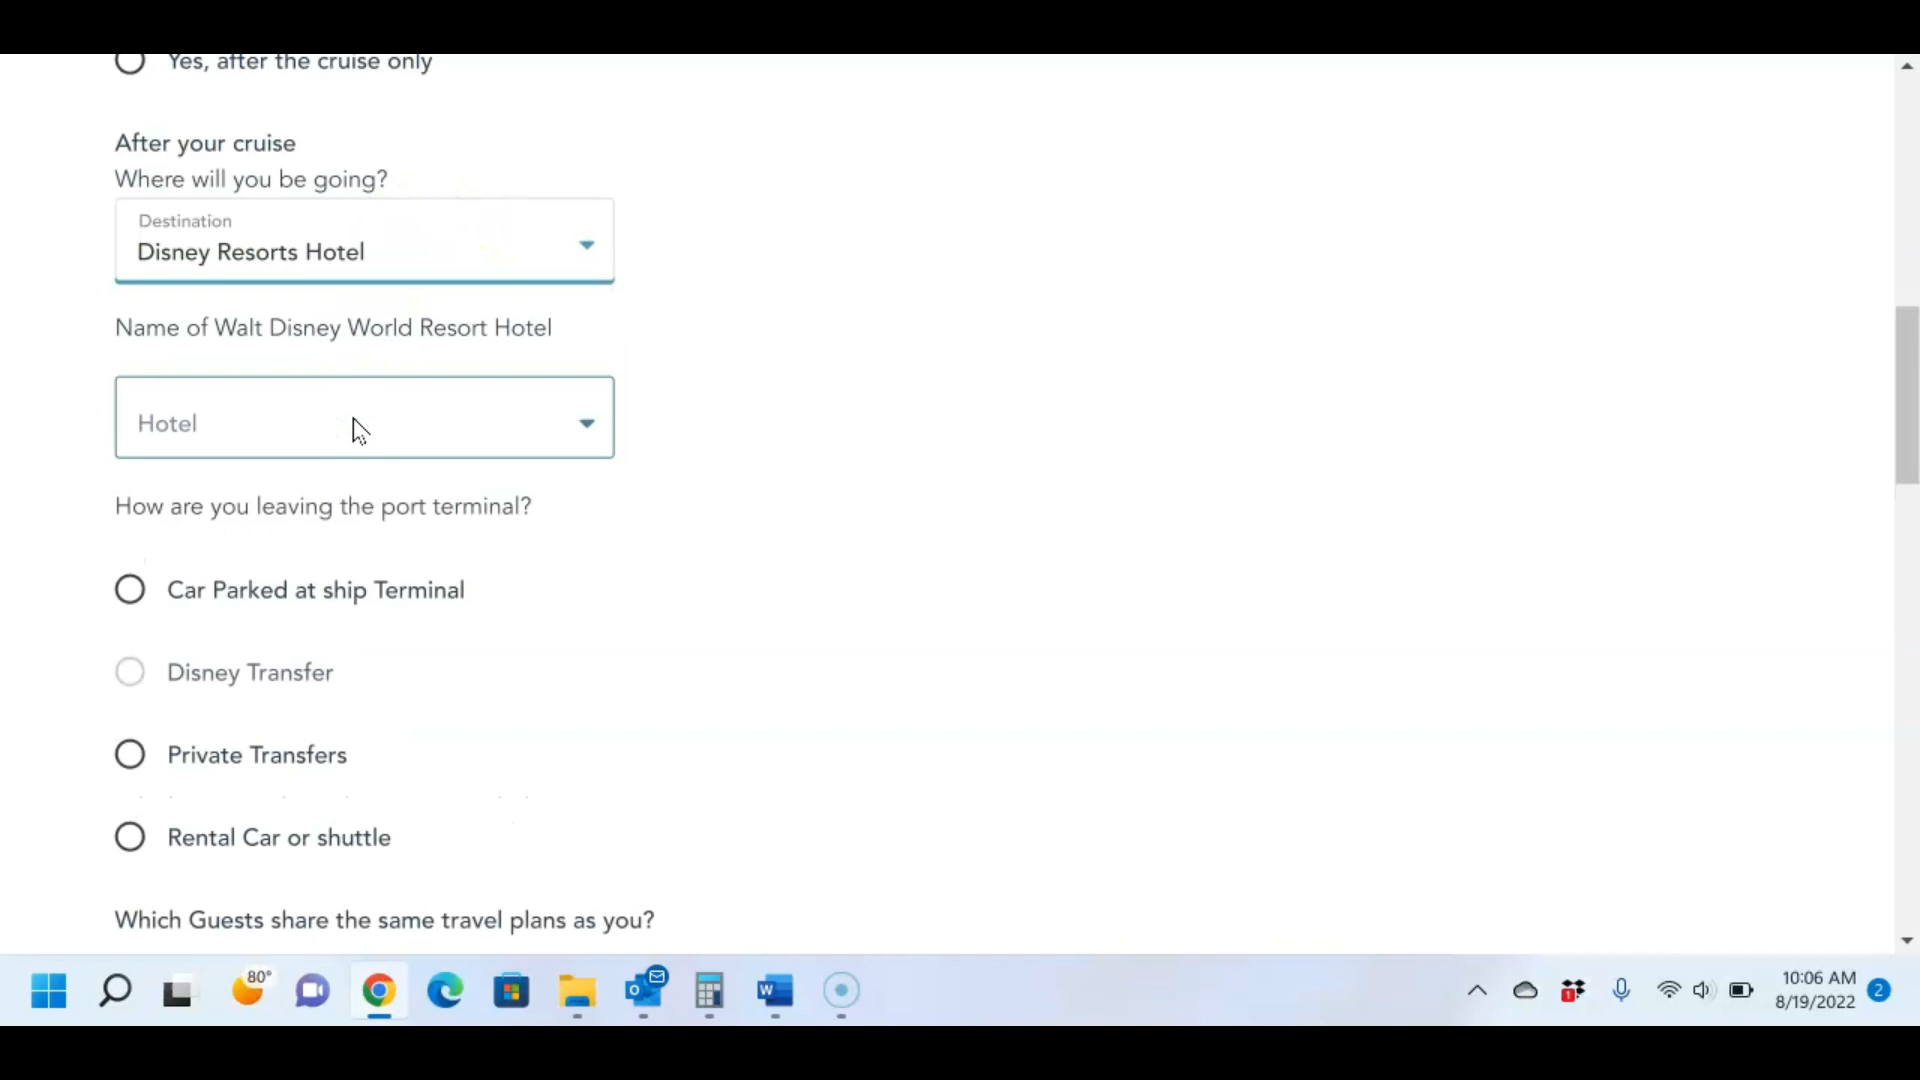 Yes, after the cruise only
After your cruise
Where will you be going?
Destination
Disney Resorts Hotel
Name of Walt Disney World Resort Hotel
Hotel
How are you leaving the port terminal?
Car Parked at ship Terminal
Disney Transfer
Private Transfers
Rental Car or shuttle
Which Guests share the same travel plans as you?
80°
O
W
1
10:06 AM
8/19/2022
2